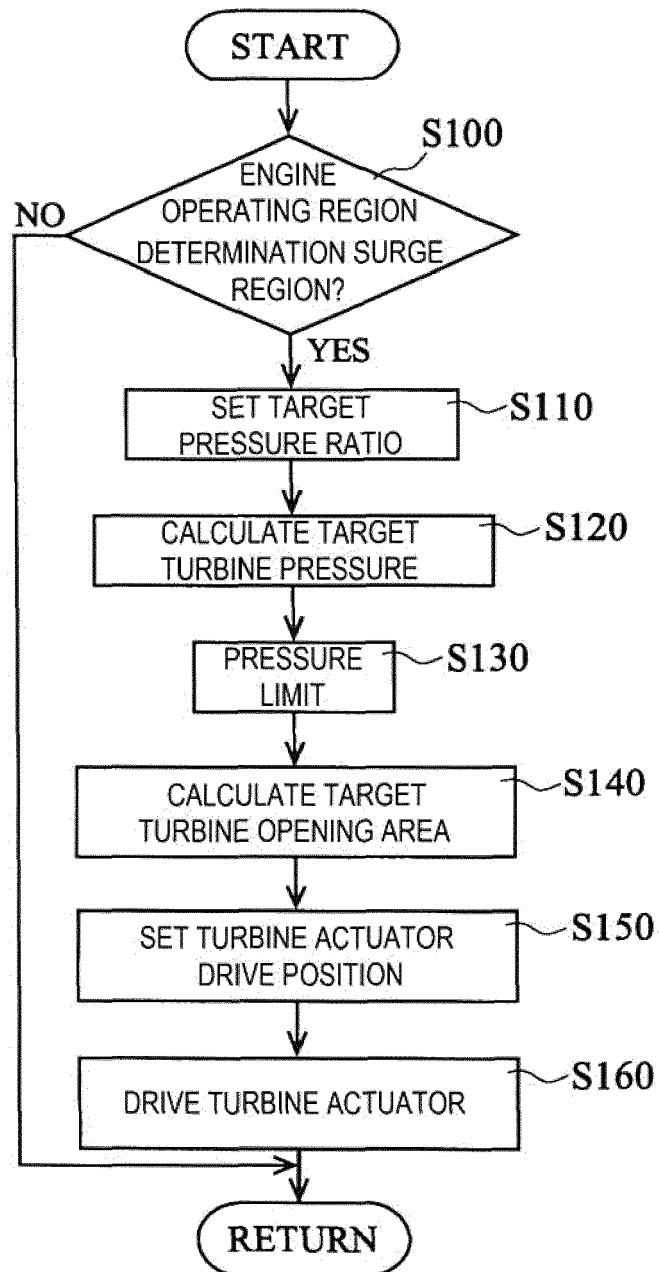 START
S100
ENGINE
OPERATING REGION
DETERMINATION SURGE
REGION?
NO
YES
SET TARGET
PRESSURE RATIO
S110
CALCULATE TARGET
TURBINE PRESSURE
S120
PRESSURE
LIMIT
S130
CALCULATE TARGET
TURBINE OPENING AREA
S140
SET TURBINE ACTUATOR
DRIVE POSITION
S150
DRIVE TURBINE ACTUATOR
S160
RETURN